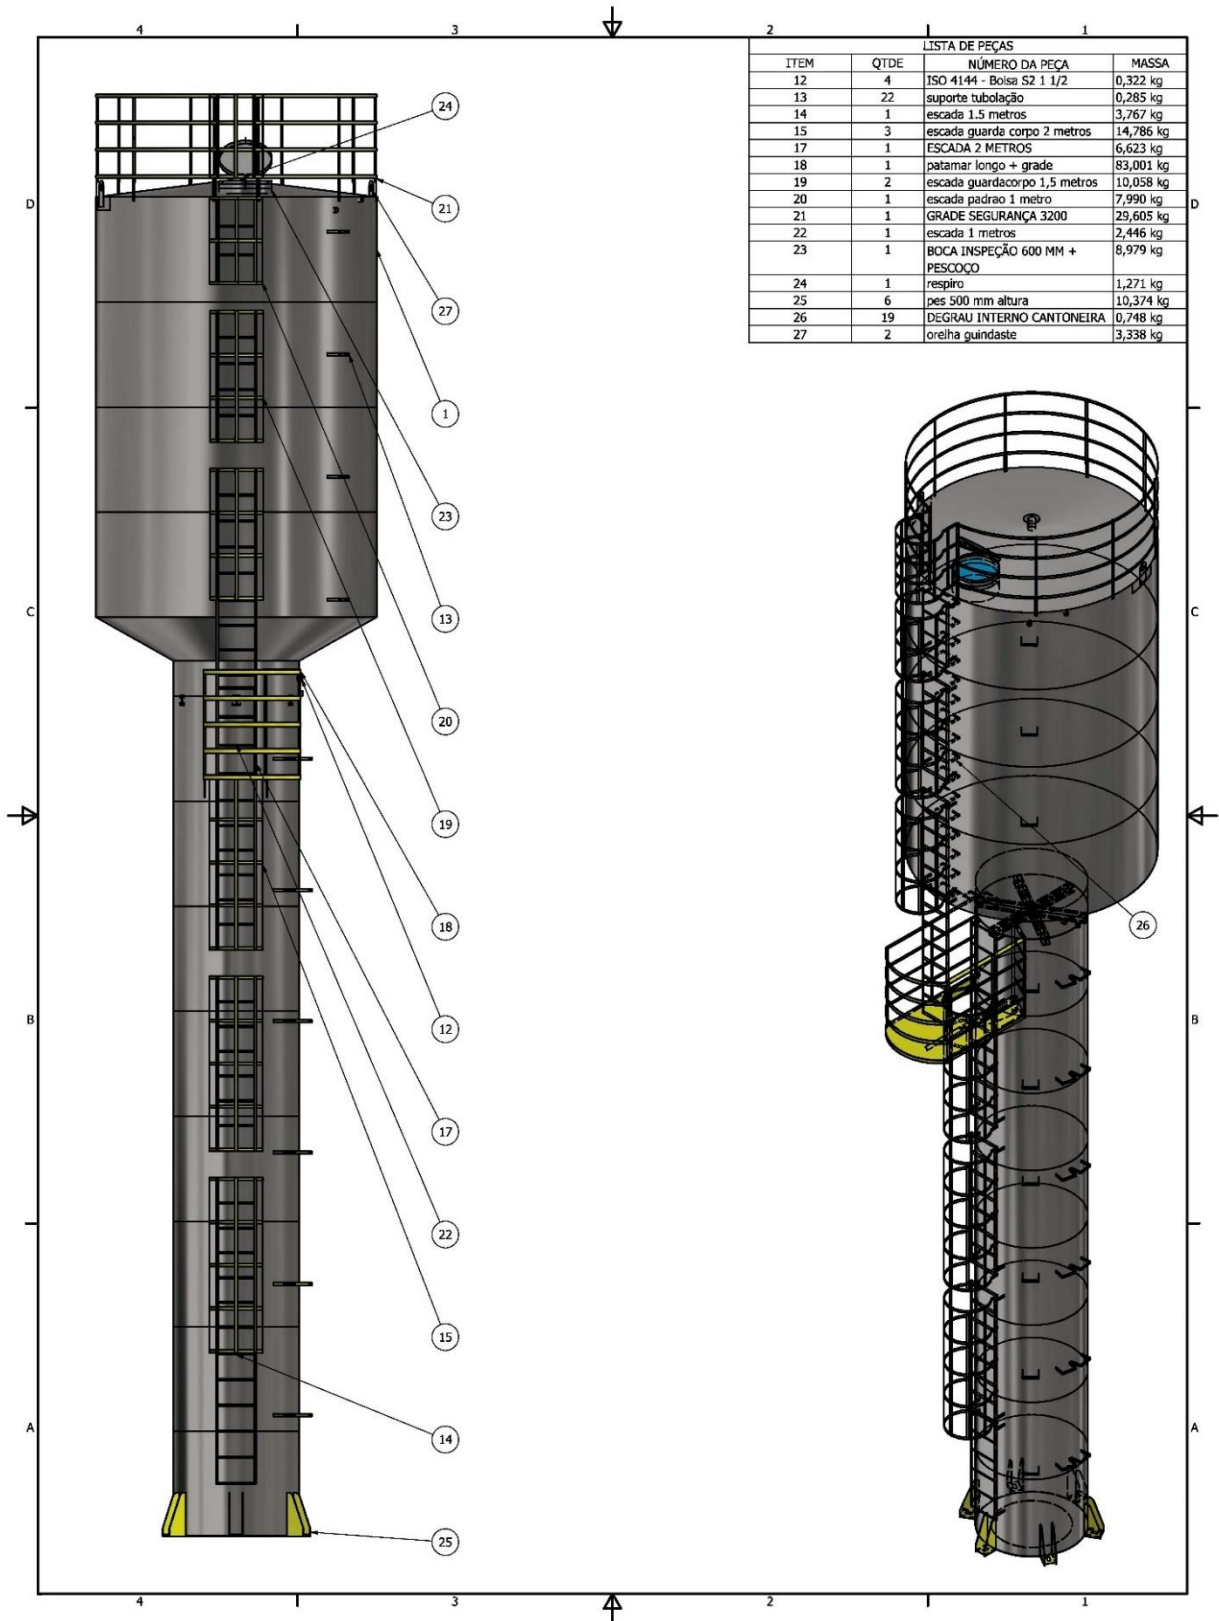 4 3 2 1
LISTA DE PEÇAS
ITEM QTDE NÚMERO DA PEÇA MASSA
12 4 ISO 4144 - Bolsa S2 1 1/2 0,322 kg
13 22 suporte tubolação 0,285 kg
14 1 escada 1.5 metros 3,767 kg
15 3 escada guarda corpo 2 metros 14,786 kg
17 1 ESCADA 2 METROS 6,623 kg
18 1 patamar longo + grade 83,001 kg
19 2 escada guardacorpo 1,5 metros 10,058 kg
20 1 escada padrao 1 metro 7,990 kg
21 1 GRADE SEGURANÇA 3200 29,605 kg
22 1 escada 1 metros 2,446 kg
23 1 BOCA INSPEÇÃO 600 MM + 8,979 kg
PESCOÇO
24 1 respiro 1,271 kg
25 6 pes 500 mm altura 10,374 kg
26 19 DEGRAU INTERNO CANTONEIRA 0,748 kg
27 2 orelha guindaste 3,338 kg
24
D D
21
27
1
23
C C
13
20
19
18
26
B B
12
17
22
15
A A
14
25
4 3 2 1